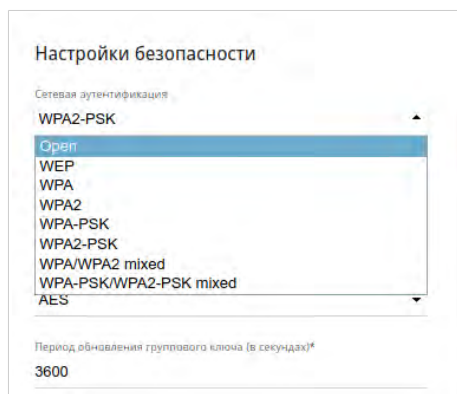 Настройки безопасности
Сетевая аутентификация
WPA2-PSK
Open
WEP
WPA
WPA2
WPA-PSK
WPA2-PSK
WPA/WPA2 mixed
WPA-PSK/WPA2-PSK mixed
AES
Период обновления группового ключа (в секундах)*
3600